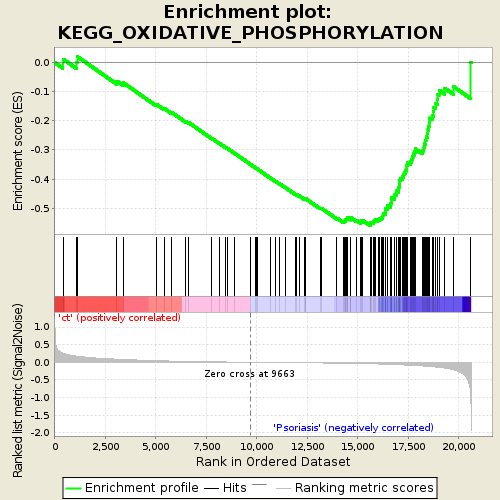 Enrichment plot:
KEGG_OXIDATIVE_PHOSPHORYLATION
Enrichment score (ES)
0.0
-0.1
-0.2
-0.3
-0.4
-0.5
'ct' (positively correlated)
Ranked list metric (Signal2Noise)
1.0
0.5
0.0
-0.5
-1.0
-1.5
-2.0
Zero cross at 9663
'Psoriasis' (negatively correlated)
0 2,500 5,000 7,500 10,000 12,500 15,000 17,500 20,000
Rank in Ordered Dataset
Enrichment profile Hits Ranking metric scores